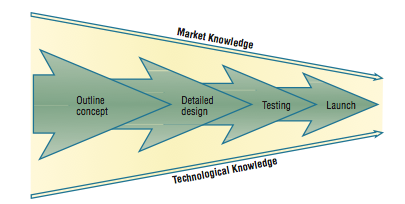 Market Knowledge
Outline
concept
Detailed
design
Testing
Launch
Technological Knowledge